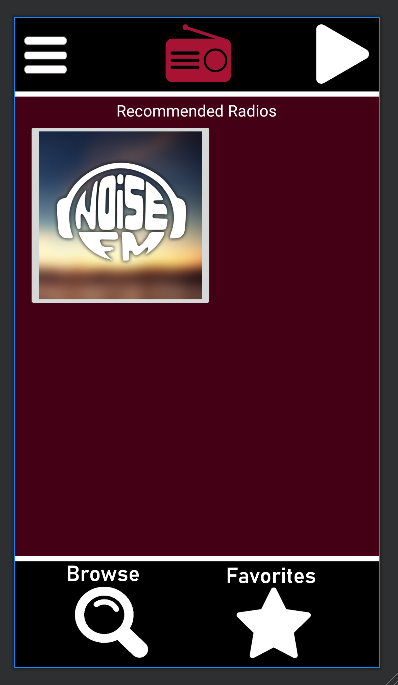 Recommended Radios
NOISE
FM
Browse
Favorites